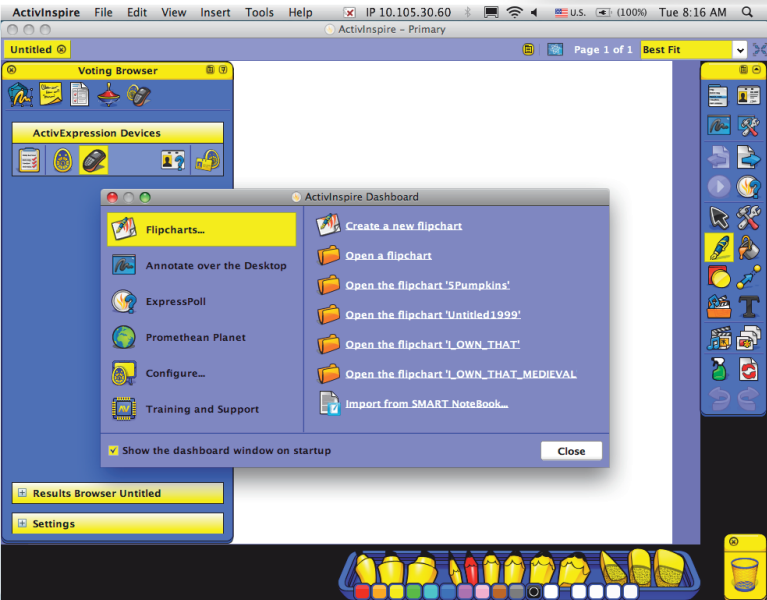 ActivInspire File Edit View Insert Tools Help IP 10.105.30.60 U.S. (100%) Tue 8:16 AM
ActivInspire – Primary
Untitled Page 1 of 1 Best Fit
Voting Browser
ActivExpression Devices
ActivInspire Dashboard
Flipcharts...
Annotate over the Desktop
ExpressPoll
Promethean Planet
Configure...
Training and Support
Create a new flipchart
Open a flipchart
Open the flipchart '5Pumpkins'
Open the flipchart 'Untitled1999'
Open the flipchart 'I_OWN_THAT'
Open the flipchart 'I_OWN_THAT_MEDIEVAL
Import from SMART NoteBook...
Show the dashboard window on startup
Close
Results Browser Untitled
Settings